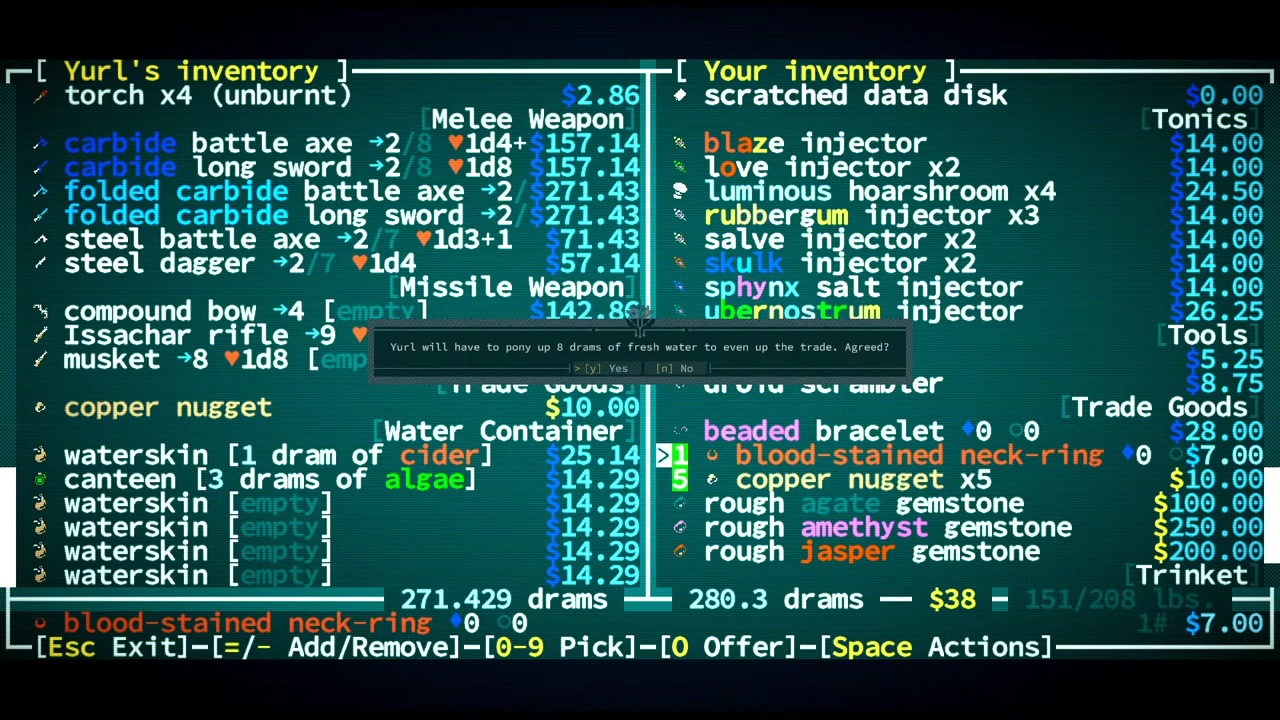 [ Yurl's inventory ]
torch x4 (unburnt) $2.86
[Melee Weapon]
carbide battle axe →2/8 ♥1d4+ $157.14
carbide long sword →2/8 ♥1d8 $157.14
folded carbide battle axe →2/ $271.43
folded carbide long sword →2/ $271.43
steel battle axe →2/7 ♥1d3+1 $71.43
steel dagger →2/7 ♥1d4 $57.14
[Missile Weapon]
compound bow →4 [empty] $142.86
Issachar rifle →9
musket →8 ♥1d8 [emp
[Trade Goods]
copper nugget $10.00
[Water Container]
waterskin [1 dram of cider] $25.14
canteen [3 drams of algae] $14.29
waterskin [empty] $14.29
waterskin [empty] $14.29
waterskin [empty] $14.29
waterskin [empty] $14.29
271.429 drams
[ Your inventory ]
scratched data disk $0.00
[Tonics]
blaze injector $14.00
love injector x2 $14.00
luminous hoarshroom x4 $24.50
rubbergum injector x3 $14.00
salve injector x2 $14.00
skulk injector x2 $14.00
sphynx salt injector $14.00
ubernostrum injector $26.25
[Tools]
$5.25
droid scrambler $8.75
[Trade Goods]
beaded bracelet ♦0 ○0 $28.00
>1 blood-stained neck-ring ♦0 ○ $7.00
5 copper nugget x5 $10.00
rough agate gemstone $100.00
rough amethyst gemstone $250.00
rough jasper gemstone $200.00
[Trinket]
280.3 drams — $38 — 151/208 lbs.
Yurl will have to pony up 8 drams of fresh water to even up the trade. Agreed?
>[y] Yes [n] No
blood-stained neck-ring ♦0 ○0 1# $7.00
[Esc Exit]—[=/- Add/Remove]—[0-9 Pick]—[O Offer]—[Space Actions]